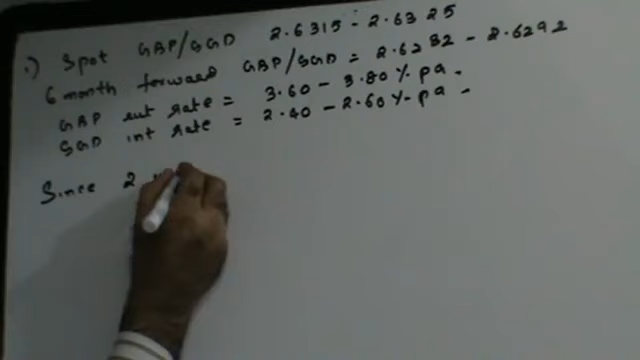 1) Spot GBP/SGD 2.6315 - 2.6325
6 month forward GBP/SGD = 2.6282 - 2.6292
GBP int rate = 3.60 - 3.80 %. pa.
SGD int rate = 2.40 - 2.60 %. pa.
Since 2